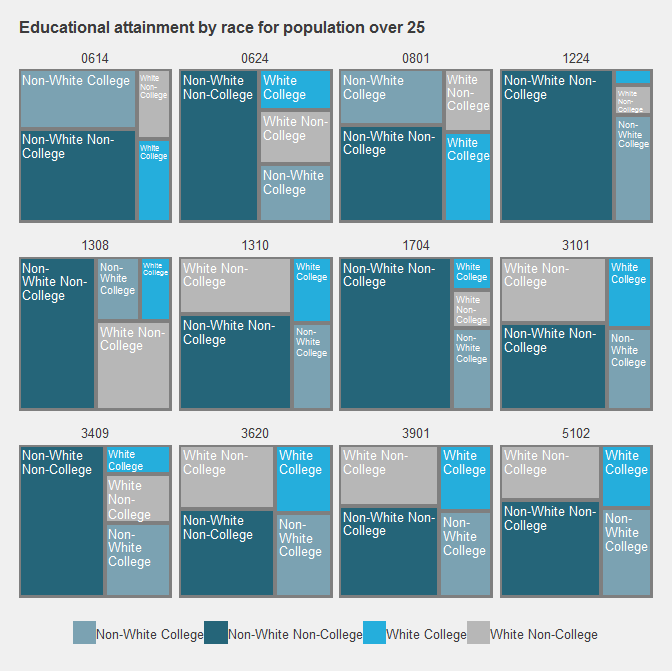 Educational attainment by race for population over 25
0614
0624
0801
1224
Non-White College
Non-White Non-
College
White
Non-
College
White
College
Non-White
Non-College
White
College
White Non-
College
Non-White
College
Non-White
College
Non-White Non-
College
White
Non-
College
White
College
Non-White Non-
College
White
Non-
College
Non-
White
College
1308
1310
1704
3101
Non-
White Non-
College
Non-
White
College
White
College
White Non-
College
White Non-
College
Non-White Non-
College
White
College
Non-
White
College
Non-White Non-
College
White
College
White
Non-
College
Non-
White
College
White Non-
College
Non-White Non-
College
White
College
Non-
White
College
3409
3620
3901
5102
Non-White
Non-College
White
College
White
Non-
College
Non-
White
College
White Non-
College
Non-White
Non-College
White
College
Non-
White
College
White Non-
College
Non-White Non-
College
White
College
Non-
White
College
White Non-
College
Non-White Non-
College
White
College
Non-
White
College
Non-White College
Non-White Non-College
White College
White Non-College